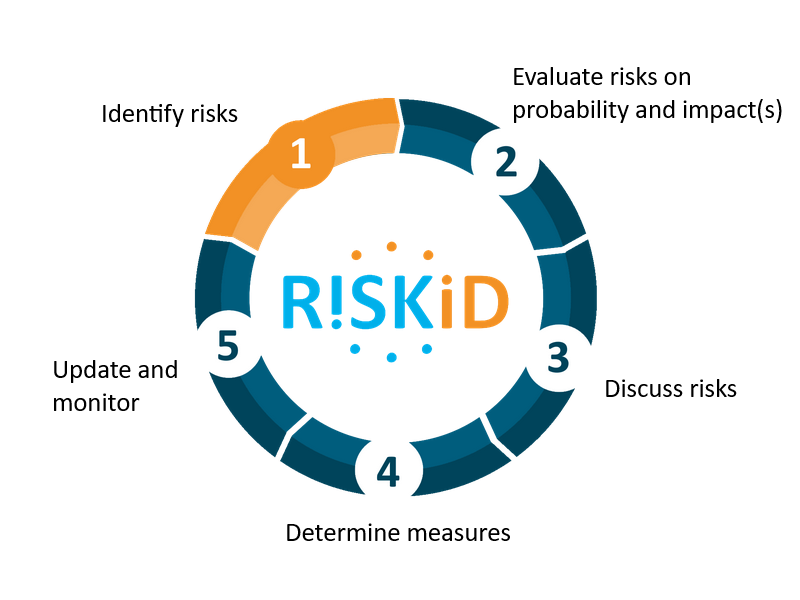 Identify risks
1
Evaluate risks on
probability and impact(s)
2
3
Discuss risks
4
Determine measures
5
Update and
monitor
R!SKiD